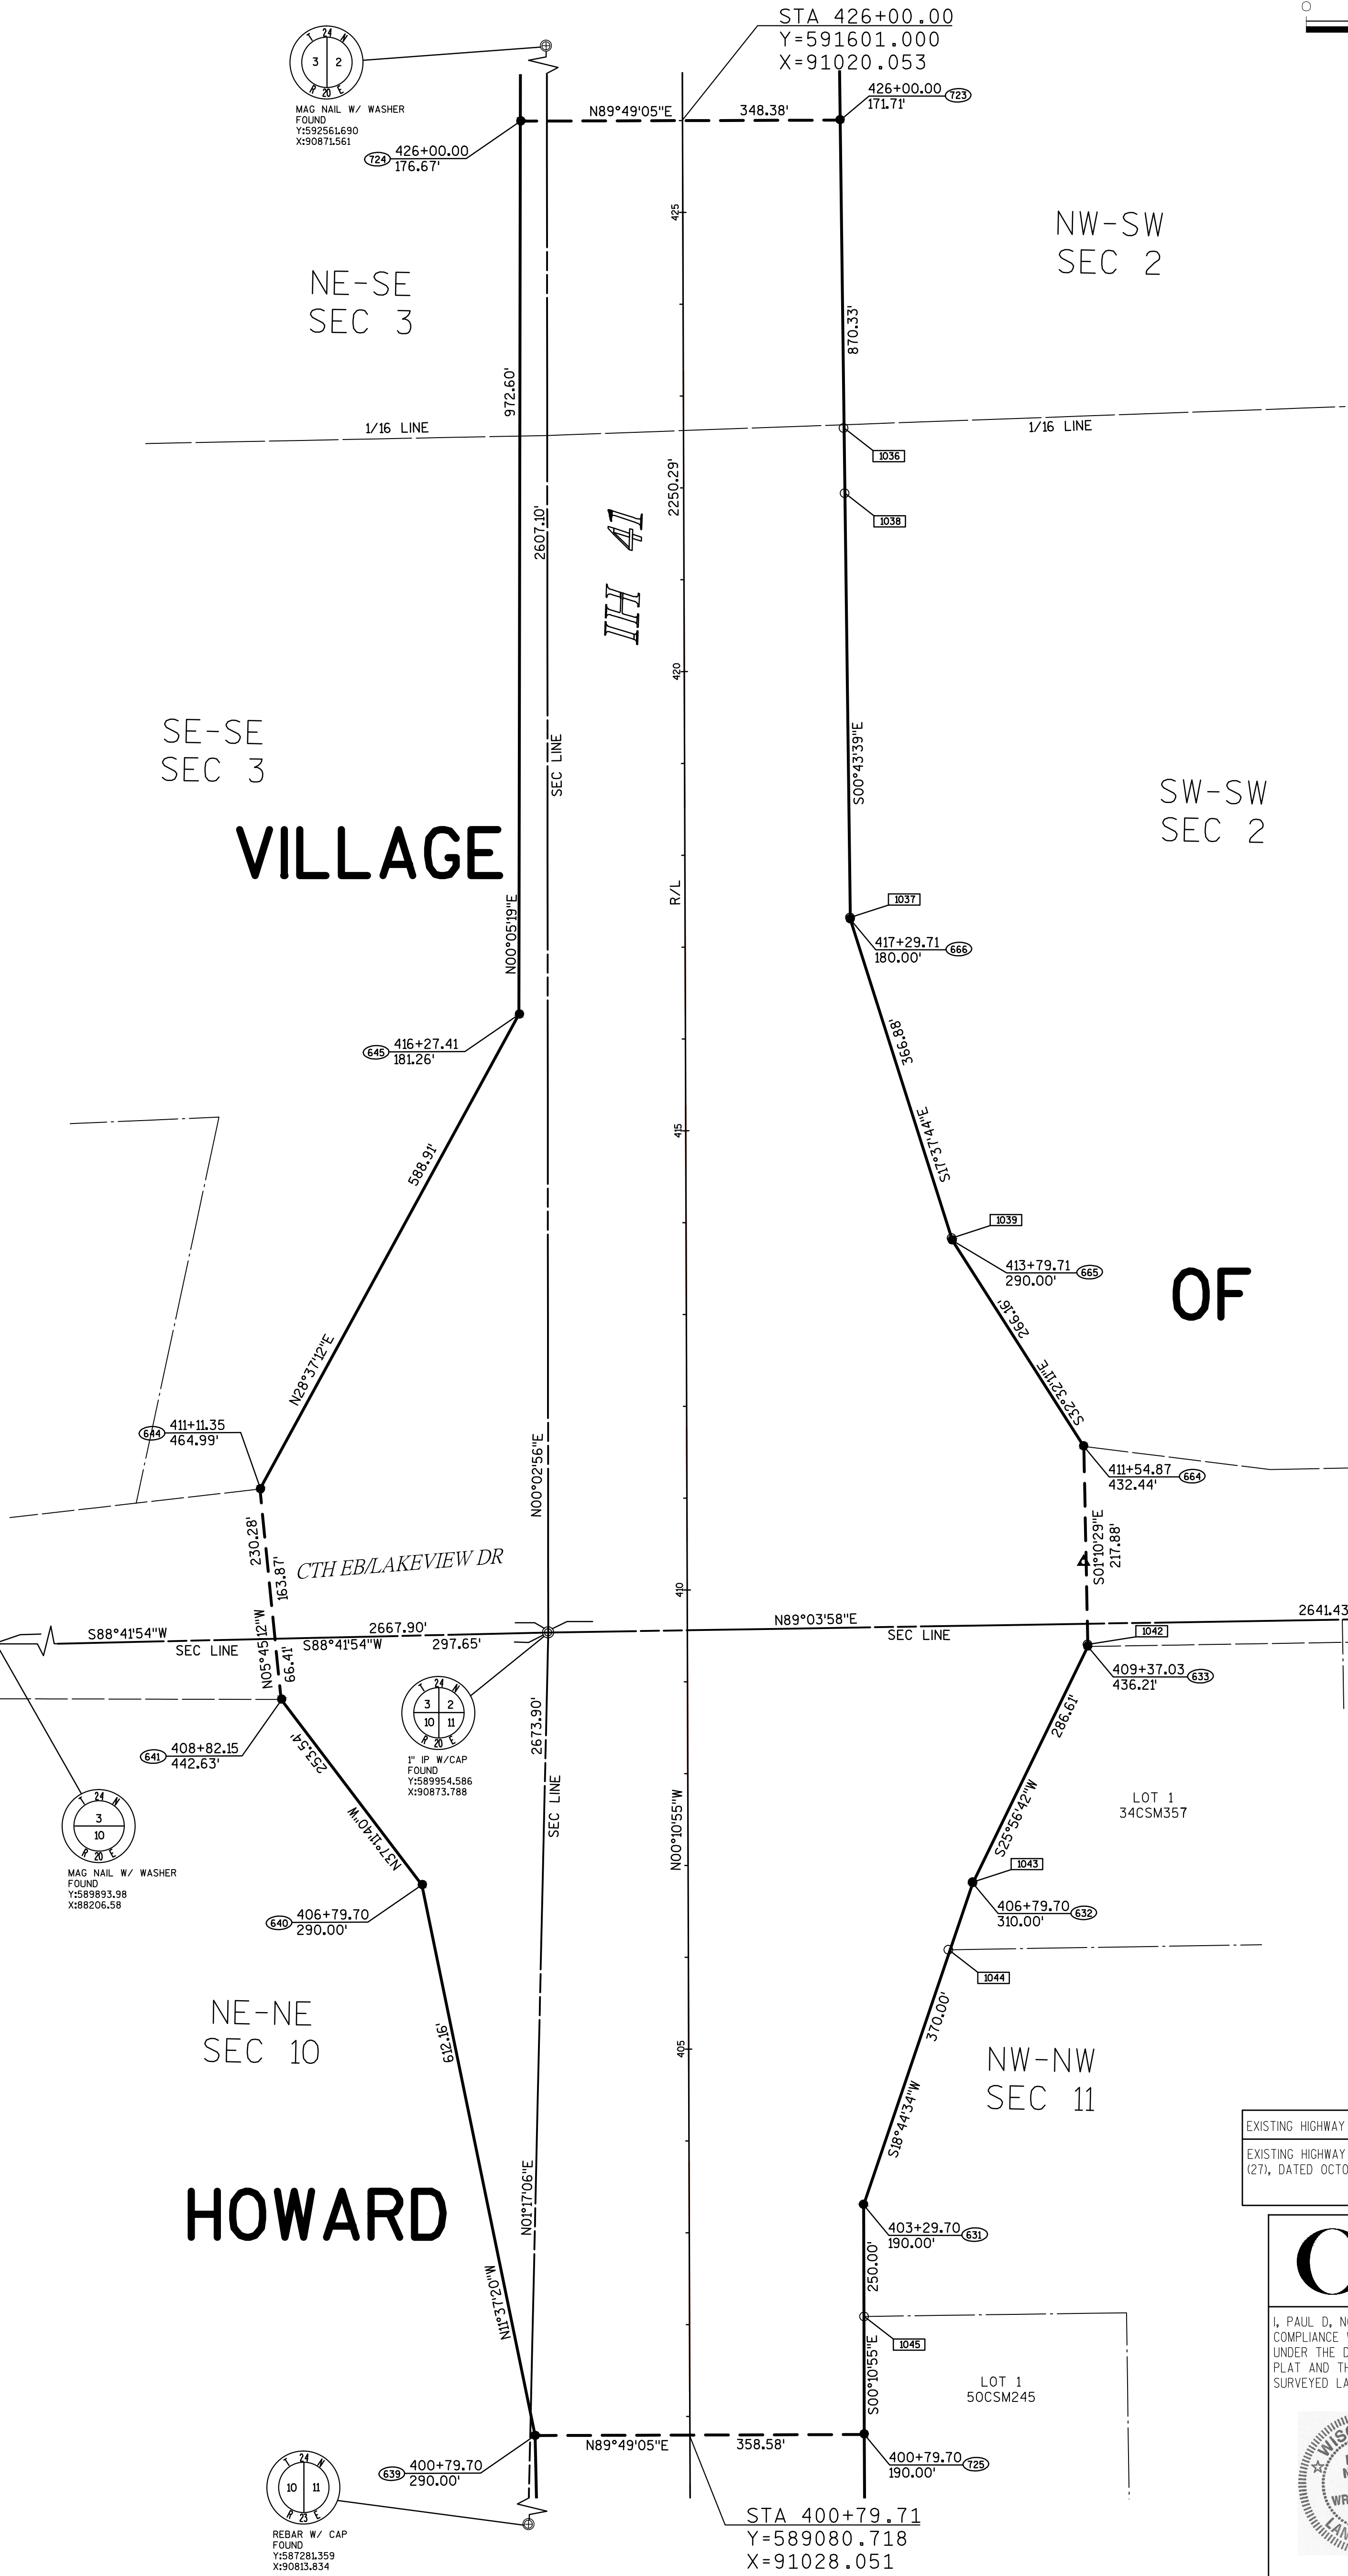 STA 426+00.00
Y=591601.000
X=91020.053
T 24 N
3 2
R 20 E
MAG NAIL W/ WASHER
FOUND
Y:592561.690
X:90871.561
426+00.00
171.71'
723
N89°49'05"E 348.38'
724
426+00.00
176.67'
425
NW-SW
SEC 2
NE-SE
SEC 3
870.33'
972.60'
1/16 LINE
1/16 LINE
1036
2250.29'
2607.10'
1038
IH 41
420
SE-SE
SEC 3
SEC LINE
S00°43'39"E
SW-SW
SEC 2
VILLAGE
R/L
N00°05'19"E
1037
417+29.71
180.00'
666
645
416+27.41
181.26'
366.88'
S17°37'44"E
415
588.91'
1039
413+79.71
290.00'
665
OF
266.16'
S32°32'11"E
N28°37'12"E
644
411+11.35
464.99'
411+54.87
432.44'
664
N00°02'56"E
230.28'
163.87'
CTH EB/LAKEVIEW DR
S01°10'29"E
217.88'
410
N05°45'12"W
66.41'
S88°41'54"W
SEC LINE
2667.90'
S88°41'54"W 297.65'
N89°03'58"E
SEC LINE
2641.43
1042
409+37.03
436.21'
633
T 24 N
3 2
10 11
R 20 E
1" IP W/CAP
FOUND
Y:589954.586
X:90873.788
2673.90'
286.61'
641
408+82.15
442.63'
253.54'
N37°11'40"W
SEC LINE
N00°10'55"W
S25°56'42"W
LOT 1
34CSM357
T 24 N
3
10
R 20 E
MAG NAIL W/ WASHER
FOUND
Y:589893.98
X:88206.58
1043
406+79.70
310.00'
632
640
406+79.70
290.00'
1044
NE-NE
SEC 10
612.16'
405
370.00'
NW-NW
SEC 11
S18°44'34"W
EXISTING HIGHWAY
EXISTING HIGHWAY
(27), DATED OCTO
HOWARD
N01°17'06"E
403+29.70
190.00'
631
250.00'
N11°37'20"W
1045
S00°10'55"E
LOT 1
50CSM245
I, PAUL D, N
COMPLIANCE
UNDER THE D
PLAT AND TH
SURVEYED LA
WISC
WR
LAN
N89°49'05"E 358.58'
639
400+79.70
290.00'
400+79.70
190.00'
725
T 24 N
10 11
R 23 E
REBAR W/ CAP
FOUND
Y:587281.359
X:90813.834
STA 400+79.71
Y=589080.718
X=91028.051